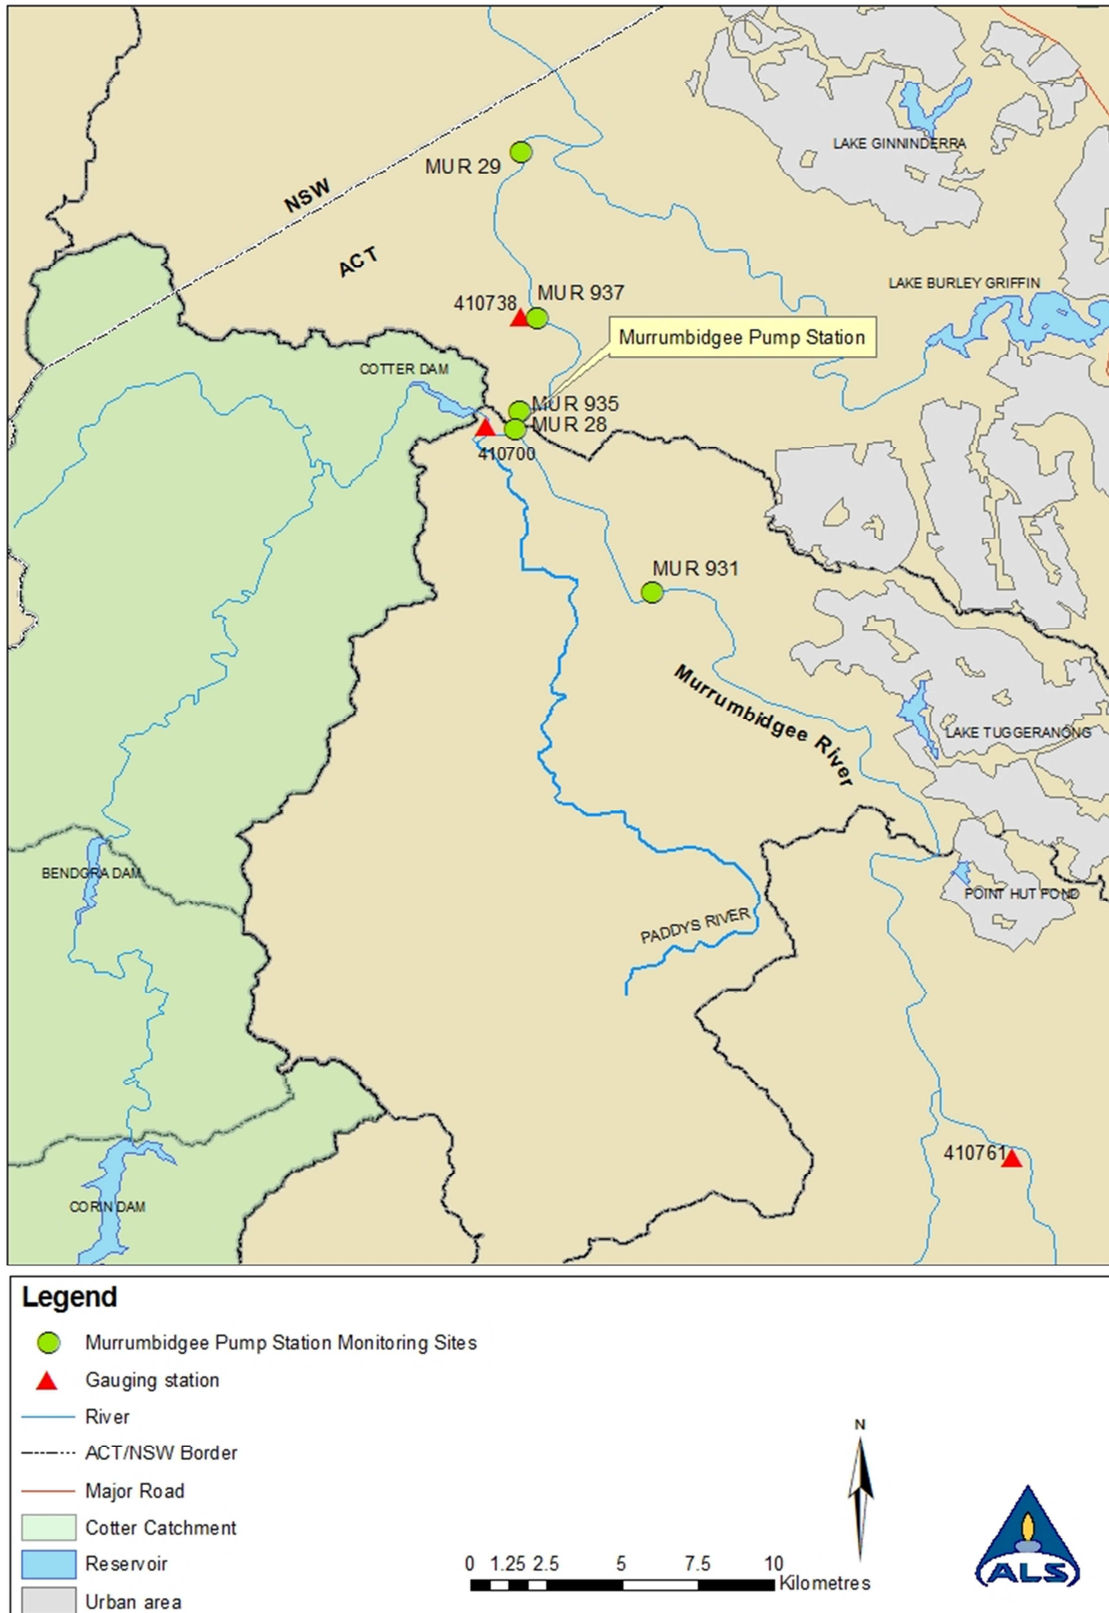 LAKE GINNINDERRA
MUR 29
NSW
ACT
LAKE BURLEY GRIFFIN
410738
MUR 937
Murrumbidgee Pump Station
COTTER DAM
MUR 935
MUR 28
410700
MUR 931
Murrumbidgee River
LAKE TUGGERANONG
BENDORA DAM
POINT HUT POND
PADDYS RIVER
410761
CORIN DAM
Legend
Murrumbidgee Pump Station Monitoring Sites
Gauging station
River
ACT/NSW Border
Major Road
Cotter Catchment
Reservoir
Urban area
N
0 1.25 2.5 5 7.5 10
Kilometres
ALS